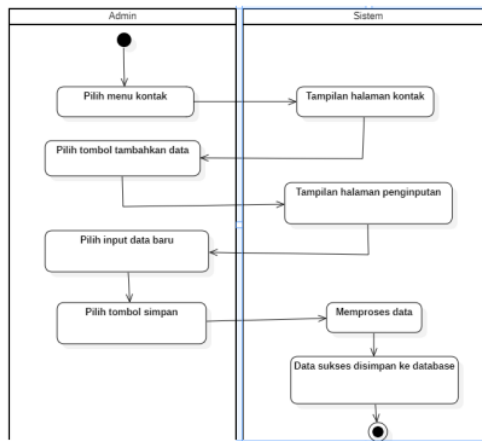 Admin
Sistem
Pilih menu kontak
Tampilan halaman kontak
Pilih tombol tambahkan data
Tampilan halaman penginputan
Pilih input data baru
Pilih tombol simpan
Memproses data
Data sukses disimpan ke database